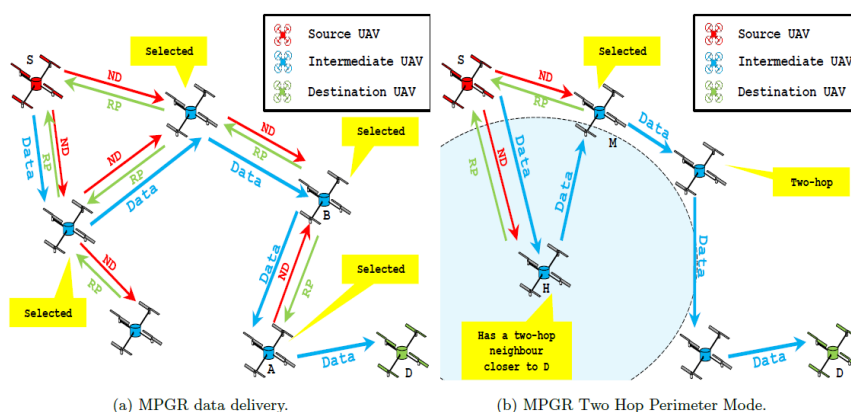 S
Selected
Source UAV
Intermediate UAV
Destination UAV
ND
RP
Data
RP
ND
ND
RP
Data
ND
RP
Data
Selected
B
Selected
ND
RP
Data
ND
RP
Selected
A
Data
D
(a) MPGR data delivery.
S
Selected
Source UAV
Intermediate UAV
Destination UAV
ND
RP
M
Data
Two-hop
RP
ND
Data
Data
H
Data
Has a two-hop
neighbour
closer to D
Data
D
(b) MPGR Two Hop Perimeter Mode.